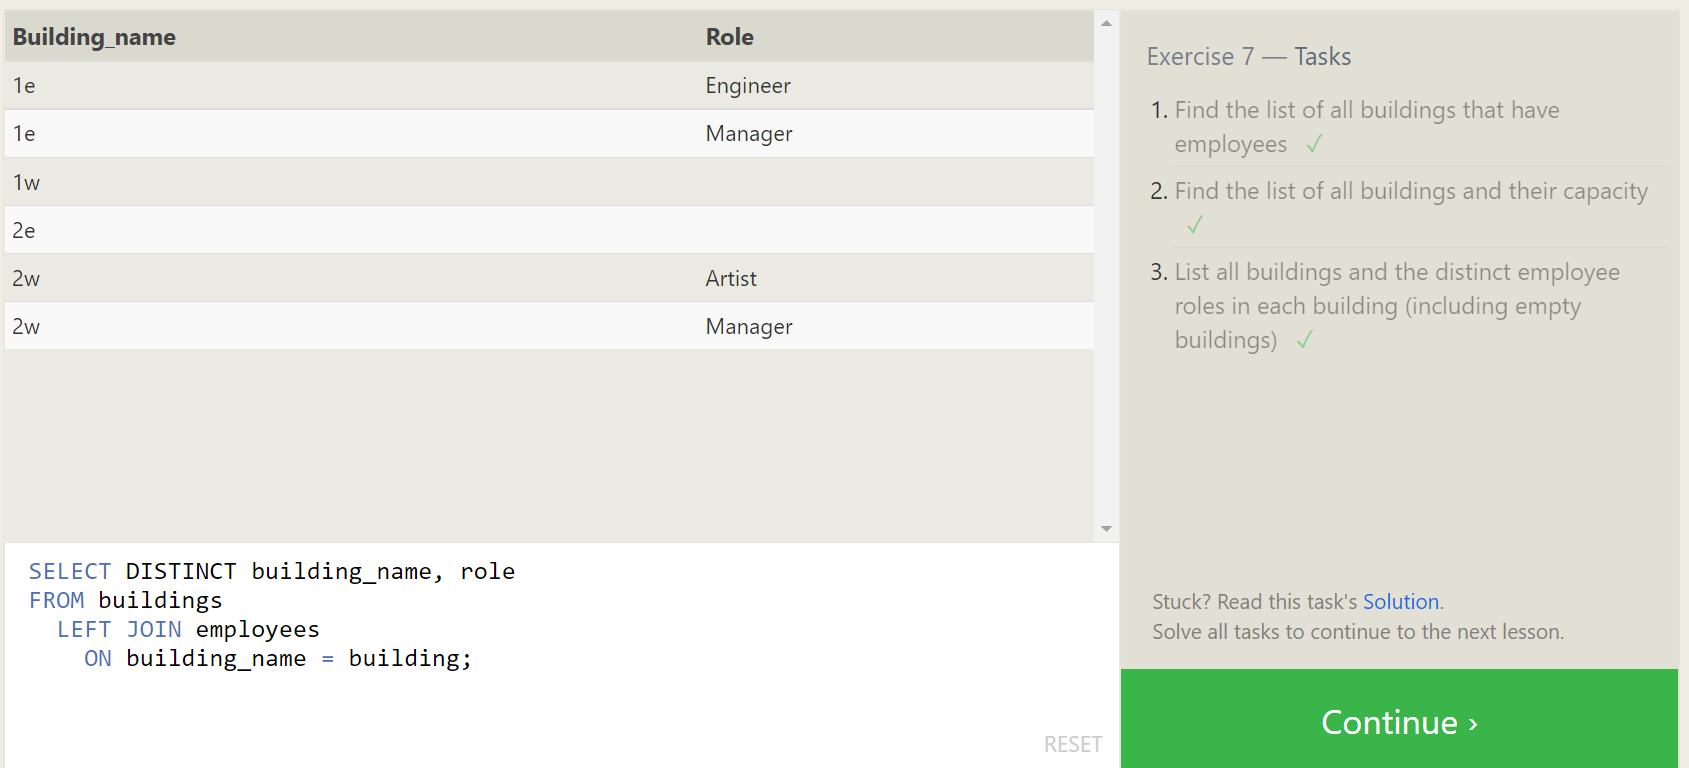 Building_name Role
1e Engineer
1e Manager
1w
2e
2w Artist
2w Manager
SELECT DISTINCT building_name, role
FROM buildings
LEFT JOIN employees
ON building_name = building;
RESET
Exercise 7 — Tasks
1. Find the list of all buildings that have
employees ✓
2. Find the list of all buildings and their capacity
✓
3. List all buildings and the distinct employee
roles in each building (including empty
buildings) ✓
Stuck? Read this task's Solution.
Solve all tasks to continue to the next lesson.
Continue ›